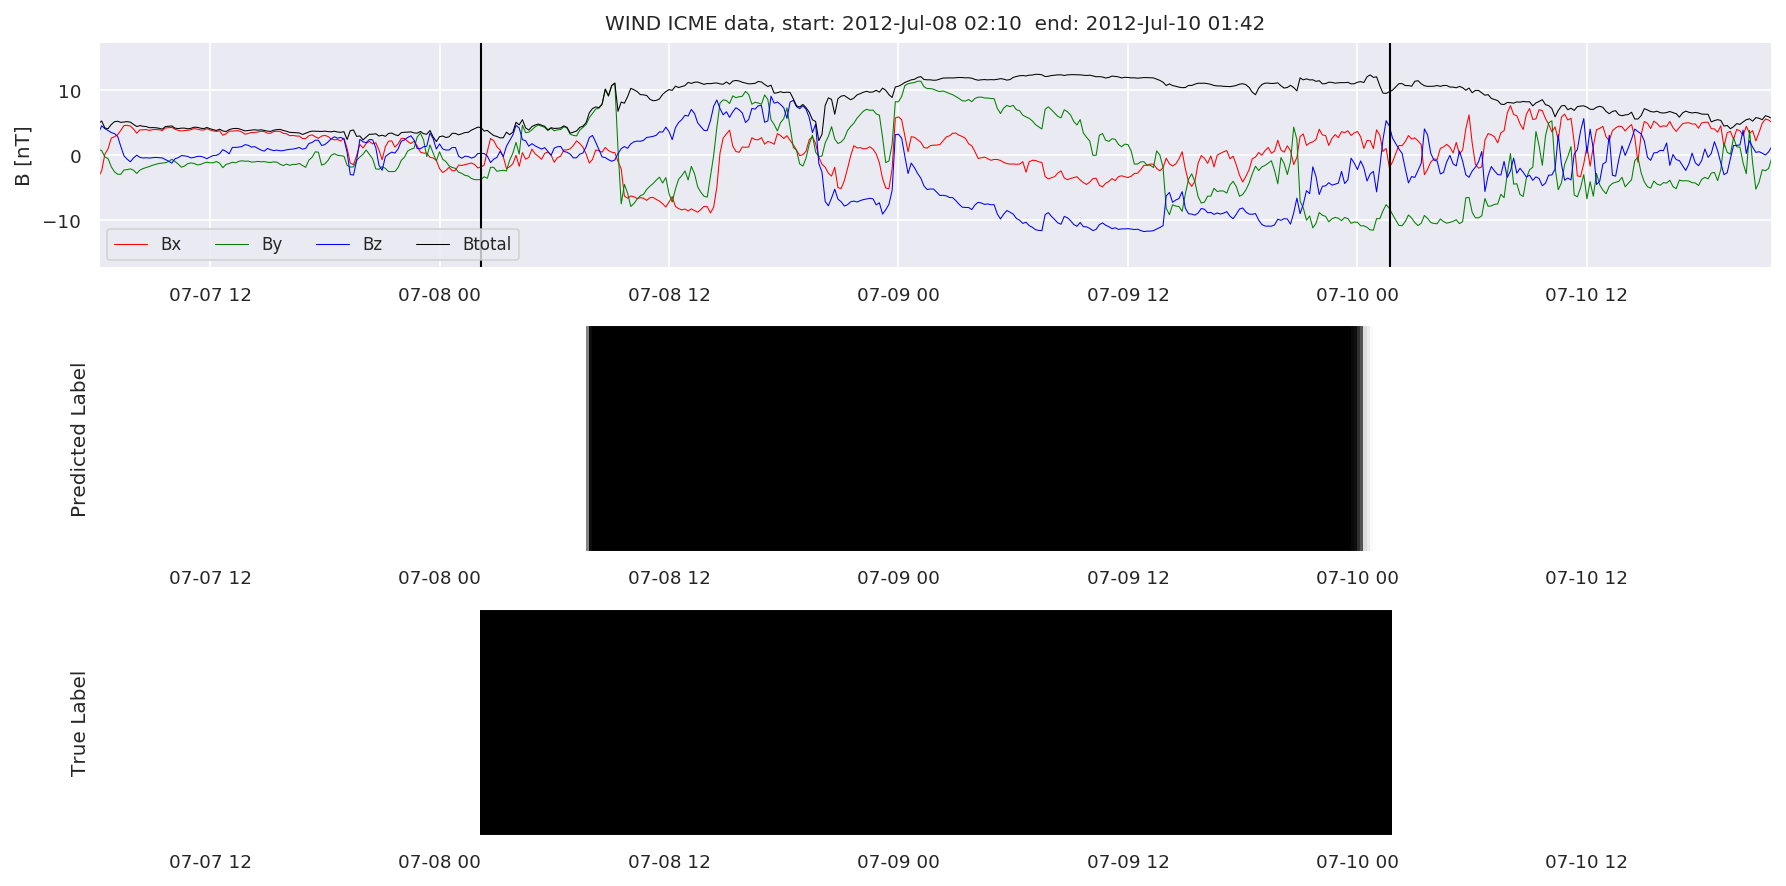 WIND ICME data, start: 2012-Jul-08 02:10  end: 2012-Jul-10 01:42
B [nT]
10
0
−10
Bx By Bz Btotal
07-07 12 07-08 00 07-08 12 07-09 00 07-09 12 07-10 00 07-10 12
Predicted Label
07-07 12 07-08 00 07-08 12 07-09 00 07-09 12 07-10 00 07-10 12
True Label
07-07 12 07-08 00 07-08 12 07-09 00 07-09 12 07-10 00 07-10 12